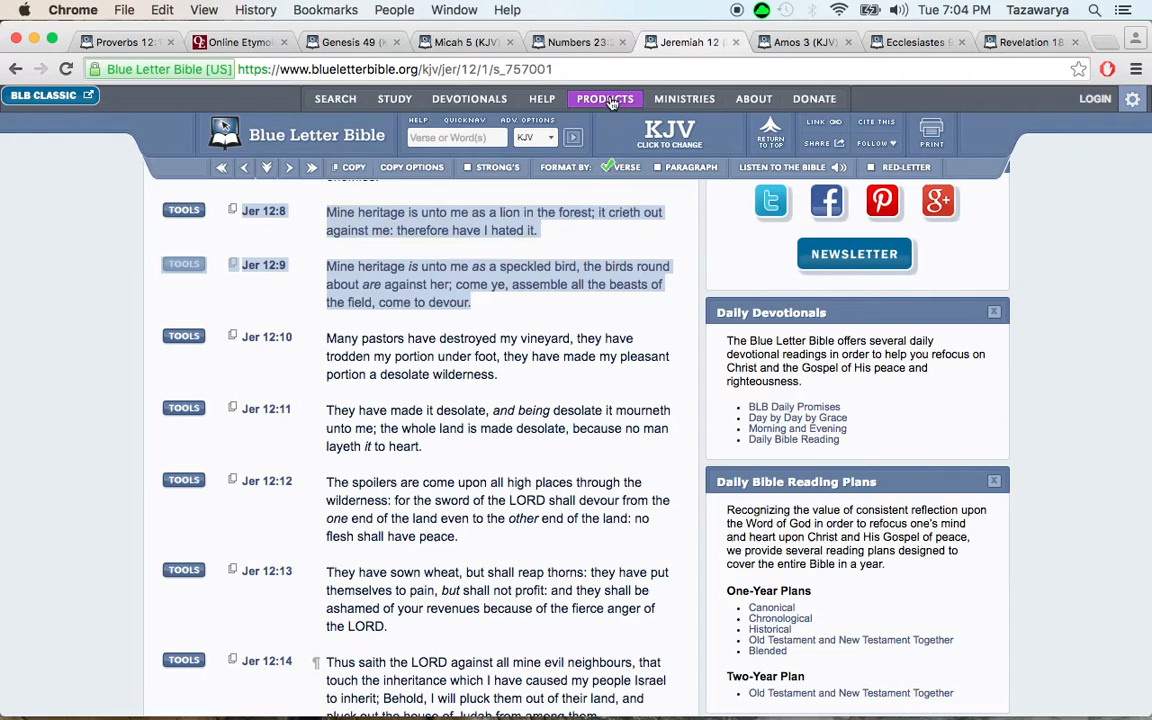 Chrome File Edit View History Bookmarks People Window Help Tue 7:04 PM Tazawarya
Proverbs 12:1 Online Etymol Genesis 49 (K Micah 5 (KJV) Numbers 23:2 Jeremiah 12 ( Amos 3 (KJV) Ecclesiastes 9 Revelation 18
Blue Letter Bible [US] https://www.blueletterbible.org/kjv/jer/12/1/s_757001
BLB CLASSIC SEARCH STUDY DEVOTIONALS HELP PRODUCTS MINISTRIES ABOUT DONATE LOGIN
Blue Letter Bible
HELP QUICKNAV ADV. OPTIONS
Verse or Word(s) KJV
KJV
CLICK TO CHANGE
RETURN
TO TOP
LINK CITE THIS
SHARE FOLLOW
PRINT
COPY COPY OPTIONS STRONG'S FORMAT BY: VERSE PARAGRAPH LISTEN TO THE BIBLE RED-LETTER
enemies.
TOOLS Jer 12:8 Mine heritage is unto me as a lion in the forest; it crieth out
against me: therefore have I hated it.
TOOLS Jer 12:9 Mine heritage is unto me as a speckled bird, the birds round
about are against her; come ye, assemble all the beasts of
the field, come to devour.
TOOLS Jer 12:10 Many pastors have destroyed my vineyard, they have
trodden my portion under foot, they have made my pleasant
portion a desolate wilderness.
TOOLS Jer 12:11 They have made it desolate, and being desolate it mourneth
unto me; the whole land is made desolate, because no man
layeth it to heart.
TOOLS Jer 12:12 The spoilers are come upon all high places through the
wilderness: for the sword of the LORD shall devour from the
one end of the land even to the other end of the land: no
flesh shall have peace.
TOOLS Jer 12:13 They have sown wheat, but shall reap thorns: they have put
themselves to pain, but shall not profit: and they shall be
ashamed of your revenues because of the fierce anger of
the LORD.
TOOLS Jer 12:14 ¶ Thus saith the LORD against all mine evil neighbours, that
touch the inheritance which I have caused my people Israel
to inherit; Behold, I will pluck them out of their land, and
pluck out the house of Judah from among them.
NEWSLETTER
Daily Devotionals
The Blue Letter Bible offers several daily
devotional readings in order to help you refocus on
Christ and the Gospel of His peace and
righteousness.
• BLB Daily Promises
• Day by Day by Grace
• Morning and Evening
• Daily Bible Reading
Daily Bible Reading Plans
Recognizing the value of consistent reflection upon
the Word of God in order to refocus one's mind
and heart upon Christ and His Gospel of peace,
we provide several reading plans designed to
cover the entire Bible in a year.
One-Year Plans
• Canonical
• Chronological
• Historical
• Old Testament and New Testament Together
• Blended
Two-Year Plan
• Old Testament and New Testament Together